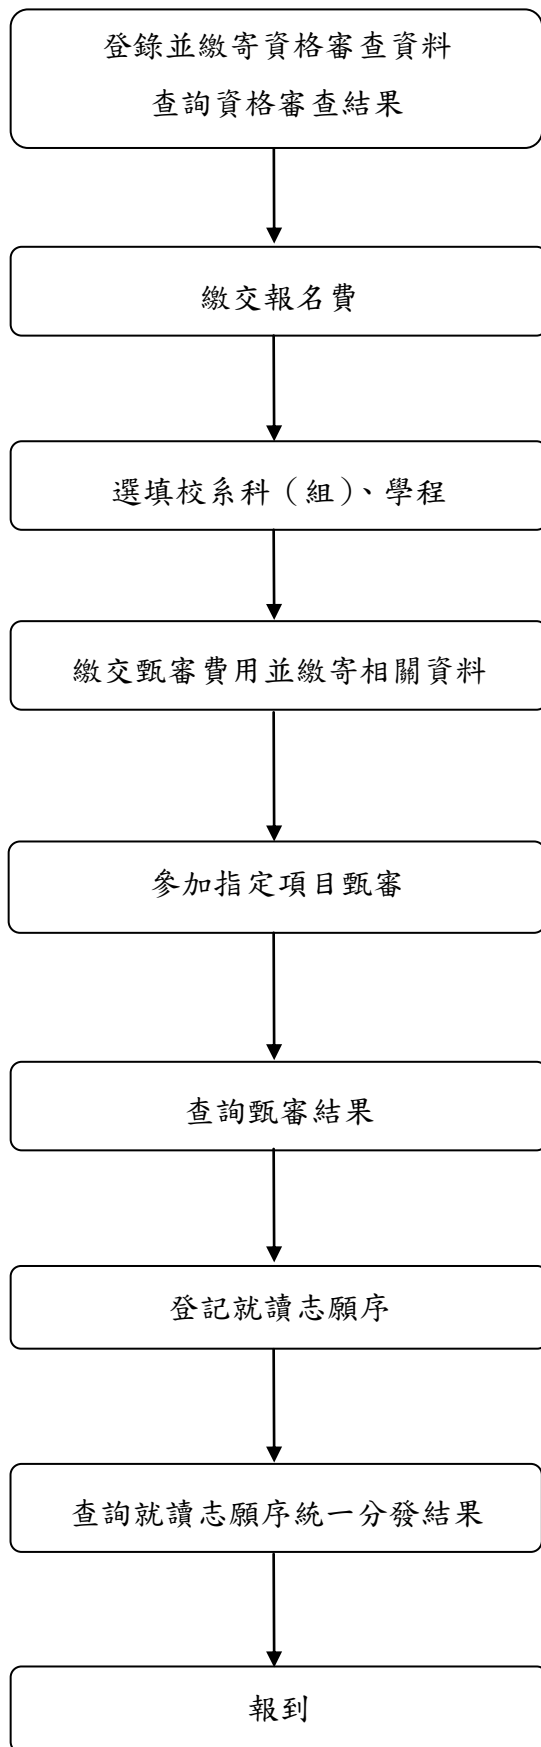 登錄並繳寄資格審查資料
查詢資格審查結果
繳交報名費
選填校系科（組）、學程
繳交甄審費用並繳寄相關資料
參加指定項目甄審
查詢甄審結果
登記就讀志願序
查詢就讀志願序統一分發結果
報到